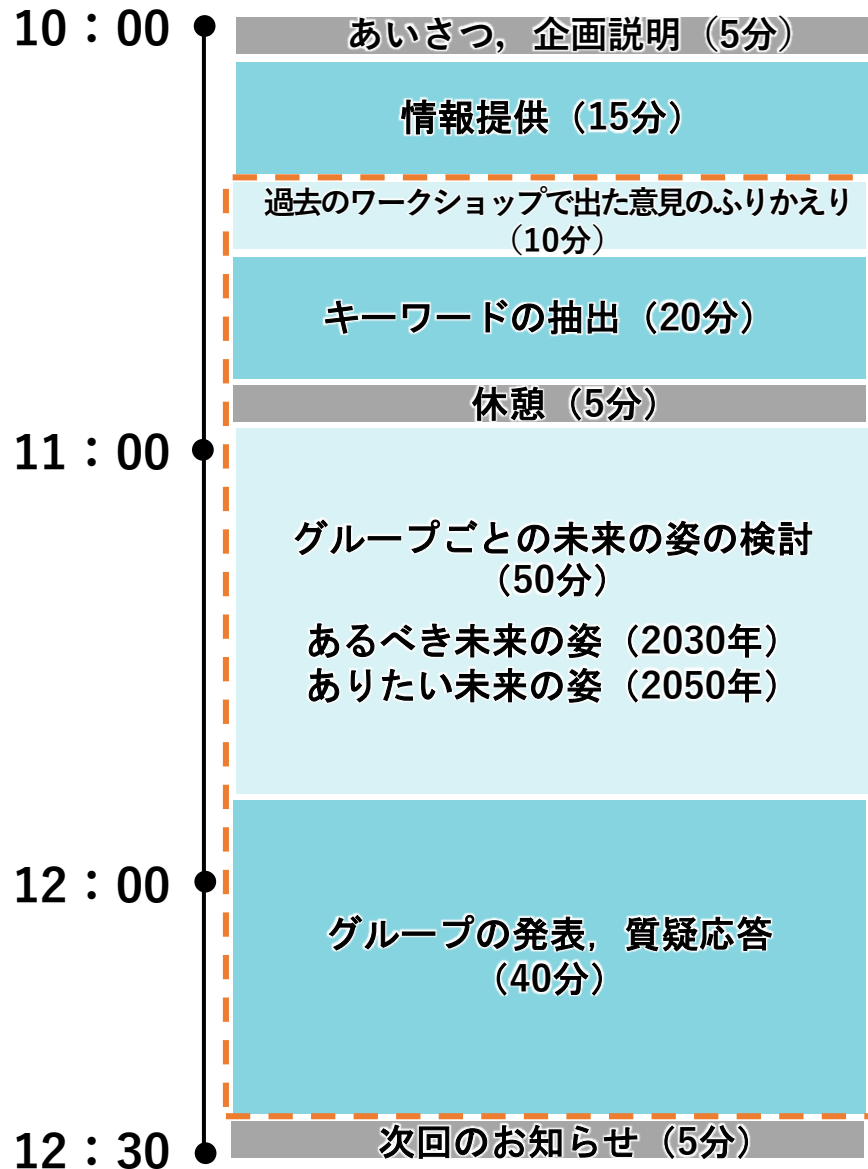 10：00
あいさつ，企画説明（5分）
情報提供（15分）
過去のワークショップで出た意見のふりかえり
（10分）
キーワードの抽出（20分）
休憩（5分）
11：00
グループごとの未来の姿の検討
（50分）
あるべき未来の姿（2030年）
ありたい未来の姿（2050年）
12：00
グループの発表，質疑応答
（40分）
次回のお知らせ（5分）
12：30